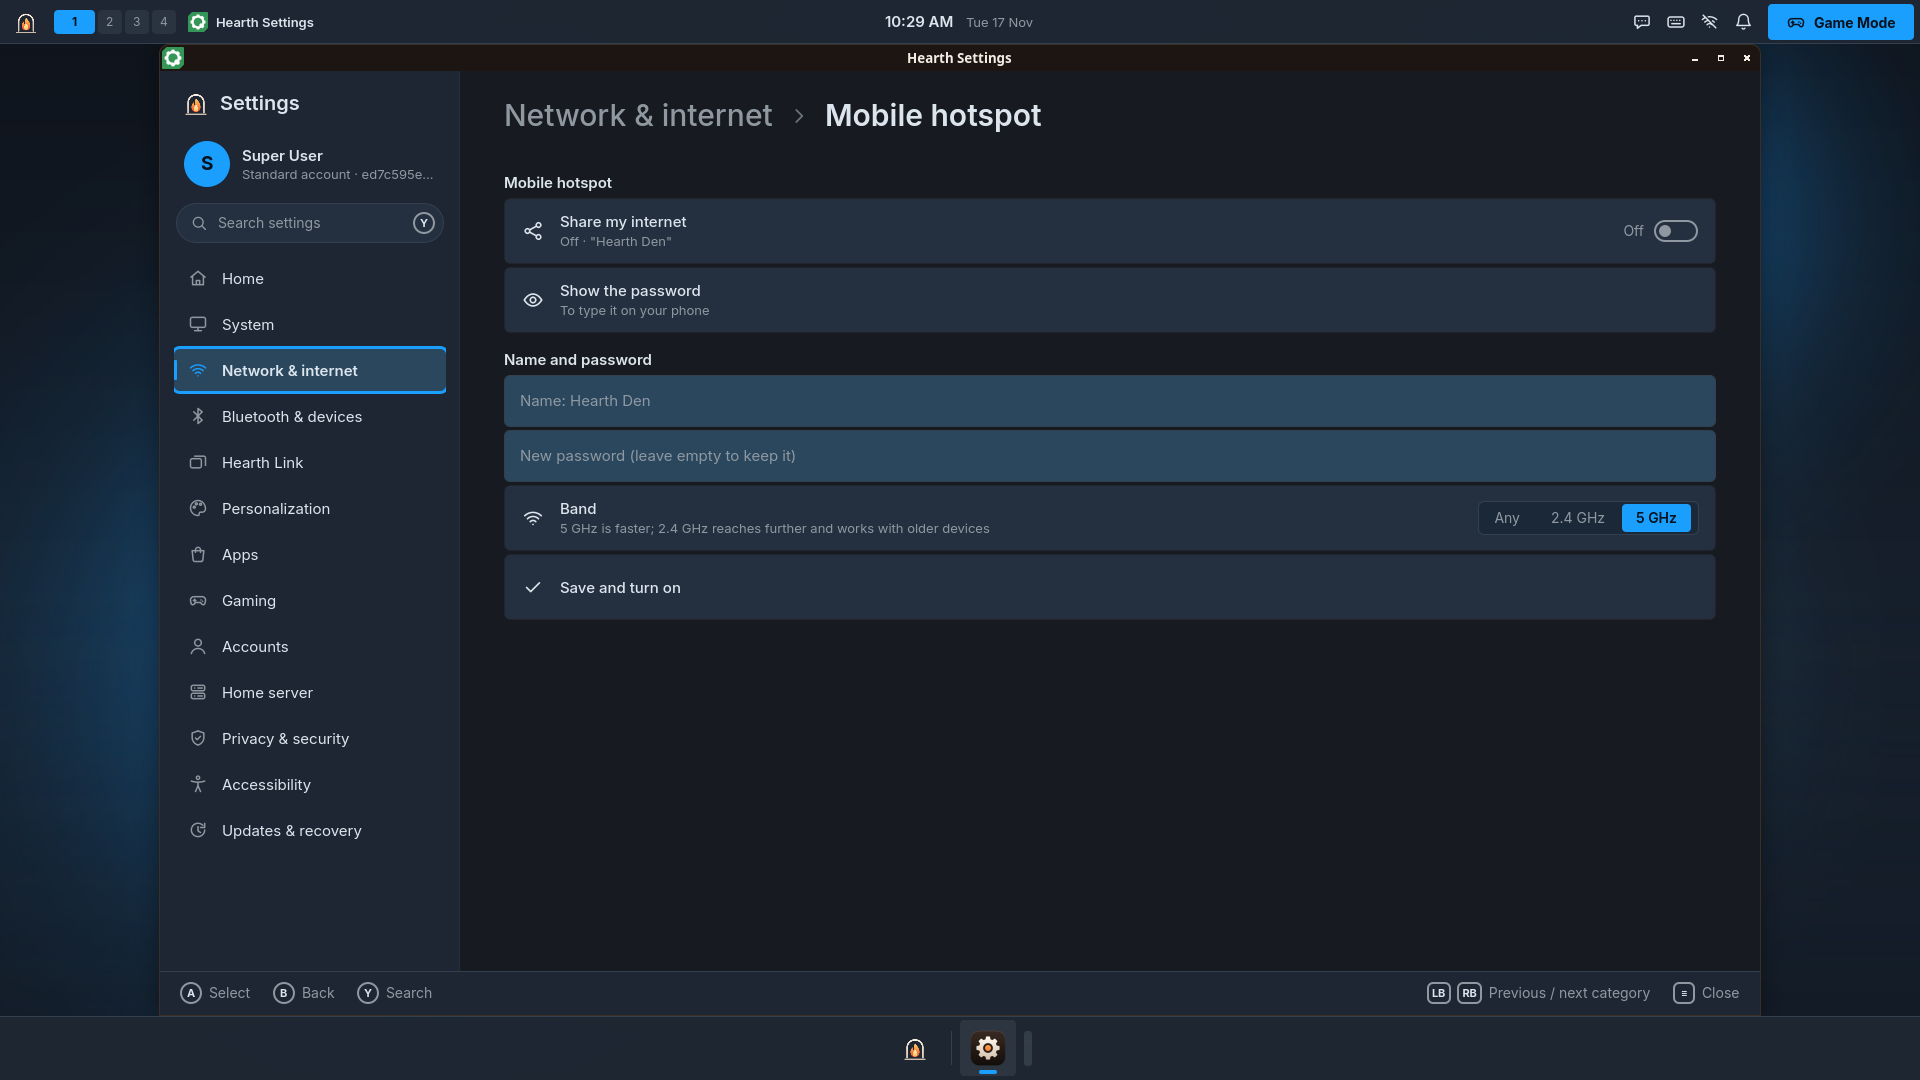 1 2 3 4 Hearth Settings
10:29 AM Tue 17 Nov
Game Mode
Hearth Settings
Settings
S
Super User
Standard account · ed7c595e...
Search settings Y
Home
System
Network & internet
Bluetooth & devices
Hearth Link
Personalization
Apps
Gaming
Accounts
Home server
Privacy & security
Accessibility
Updates & recovery
Network & internet > Mobile hotspot
Mobile hotspot
Share my internet
Off · "Hearth Den"
Off
Show the password
To type it on your phone
Name and password
Name: Hearth Den
New password (leave empty to keep it)
Band
5 GHz is faster; 2.4 GHz reaches further and works with older devices
Any 2.4 GHz 5 GHz
Save and turn on
A Select B Back Y Search
LB RB Previous / next category Close